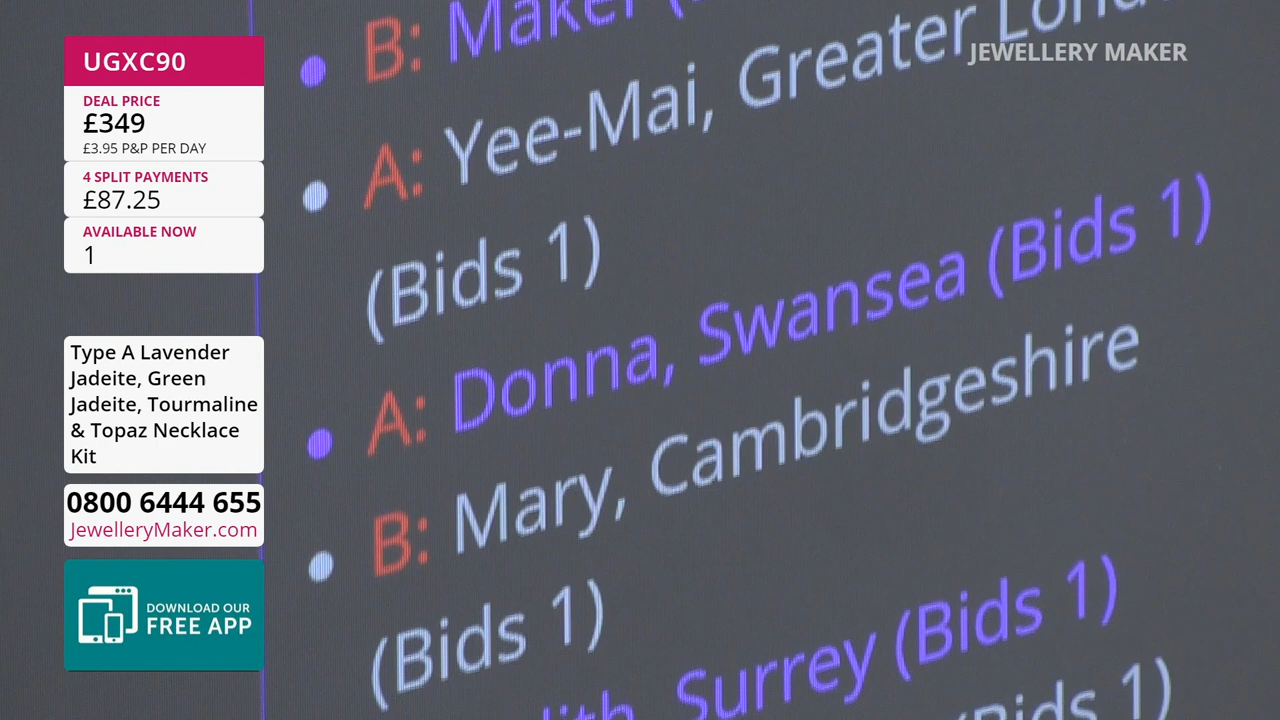 UGXC90
DEAL PRICE
£349
£3.95 P&P PER DAY
4 SPLIT PAYMENTS
£87.25
AVAILABLE NOW
1
Type A Lavender
Jadeite, Green
Jadeite, Tourmaline
& Topaz Necklace
Kit
0800 6444 655
JewelleryMaker.com
DOWNLOAD OUR
FREE APP
JEWELLERY MAKER
B: Maker (
A: Yee-Mai, Greater
(Bids 1)
A: Donna, Swansea (Bids 1)
B: Mary, Cambridgeshire
(Bids 1)
Surrey (Bids 1)
(Bids 1)